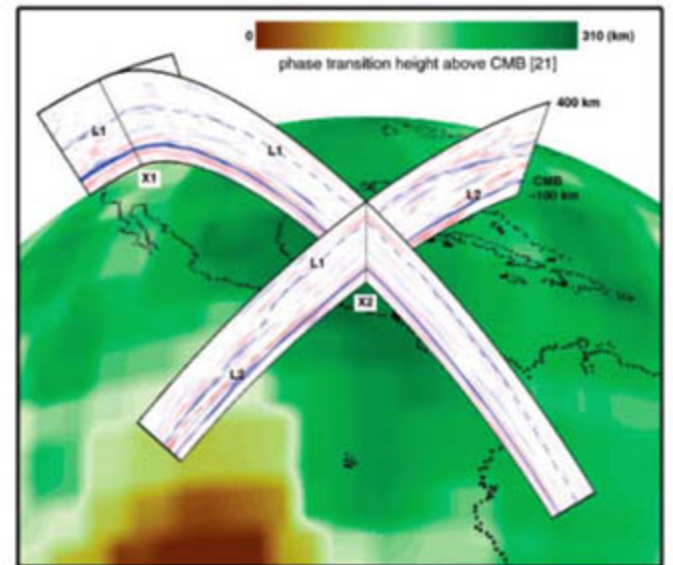 0 310 (km)
phase transition height above CMB [21]
400 km
L1
L1
X1
L2
CMB
-100 km
L1
X2
L2